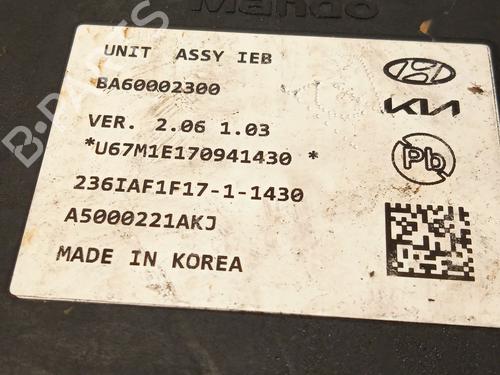 Mando
UNIT ASSY IEB
BA60002300
KIA
VER. 2.06 1.03
*U67M1E170941430 *
Pb
236IAF1F17-1-1430
A5000221AKJ
MADE IN KOREA
B-PARTS